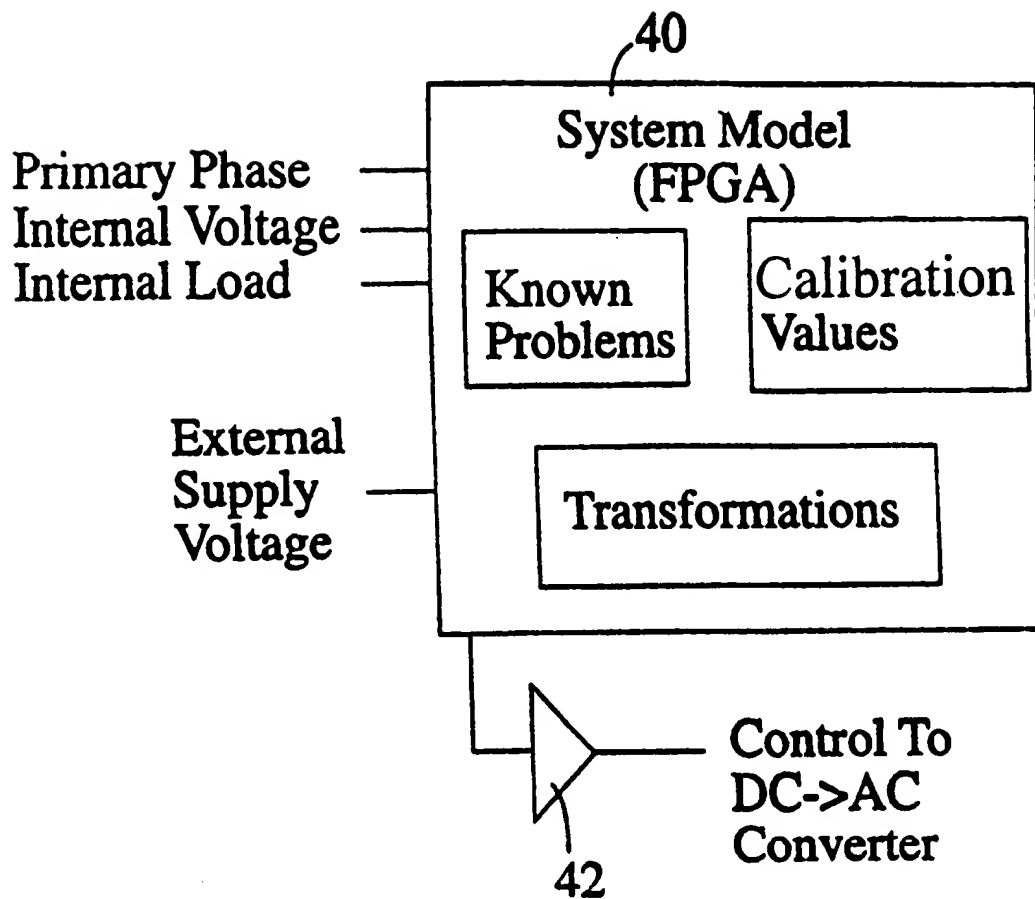 40
System Model
(FPGA)
Primary Phase
Internal Voltage
Internal Load
Known
Problems
Calibration
Values
External
Supply
Voltage
Transformations
Control To
DC->AC
Converter
42